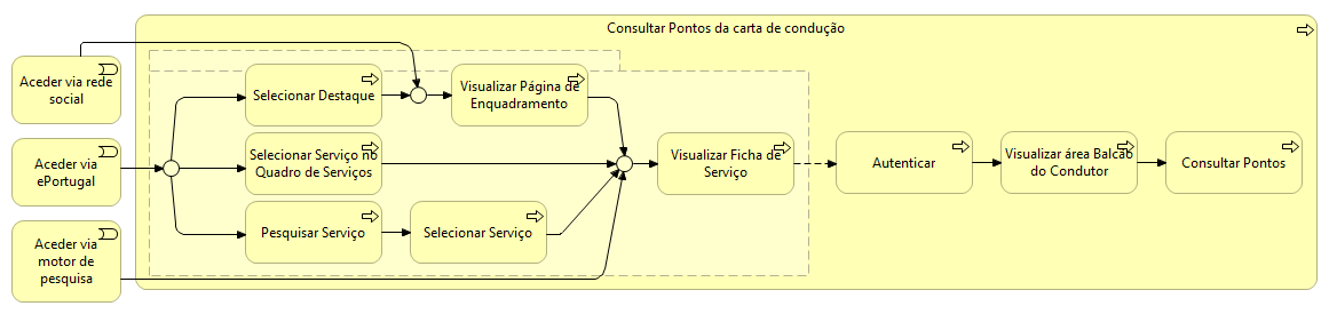 Consultar Pontos da carta de condução
Aceder via rede
social
Selecionar Destaque
Visualizar Página de
Enquadramento
Aceder via
ePortugal
Selecionar Serviço no
Quadro de Serviços
Visualizar Ficha de
Serviço
Autenticar
Visualizar área Balcão
do Condutor
Consultar Pontos
Pesquisar Serviço
Selecionar Serviço
Aceder via
motor de
pesquisa